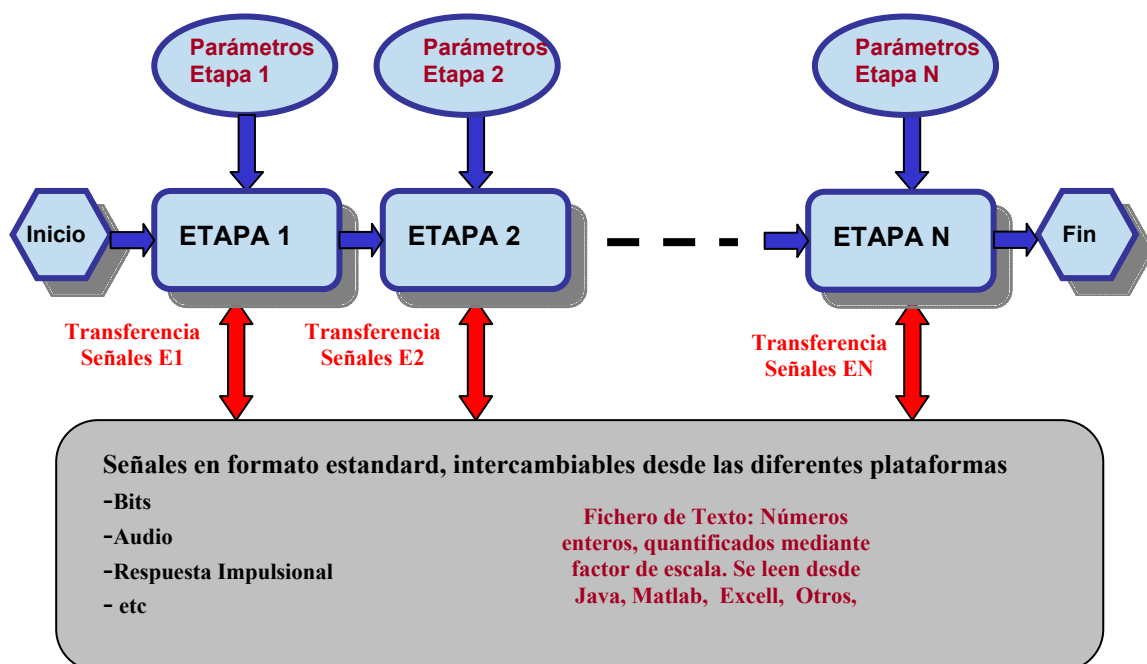 Parámetros
Etapa 1
Parámetros
Etapa 2
Parámetros
Etapa N
Inicio
ETAPA 1
ETAPA 2
ETAPA N
Fin
Transferencia
Señales E1
Transferencia
Señales E2
Transferencia
Señales EN
Señales en formato estandard, intercambiables desde las diferentes plataformas
-Bits
-Audio
-Respuesta Impulsional
- etc
Fichero de Texto: Números
enteros, quantificados mediante
factor de escala. Se leen desde
Java, Matlab, Excell, Otros,